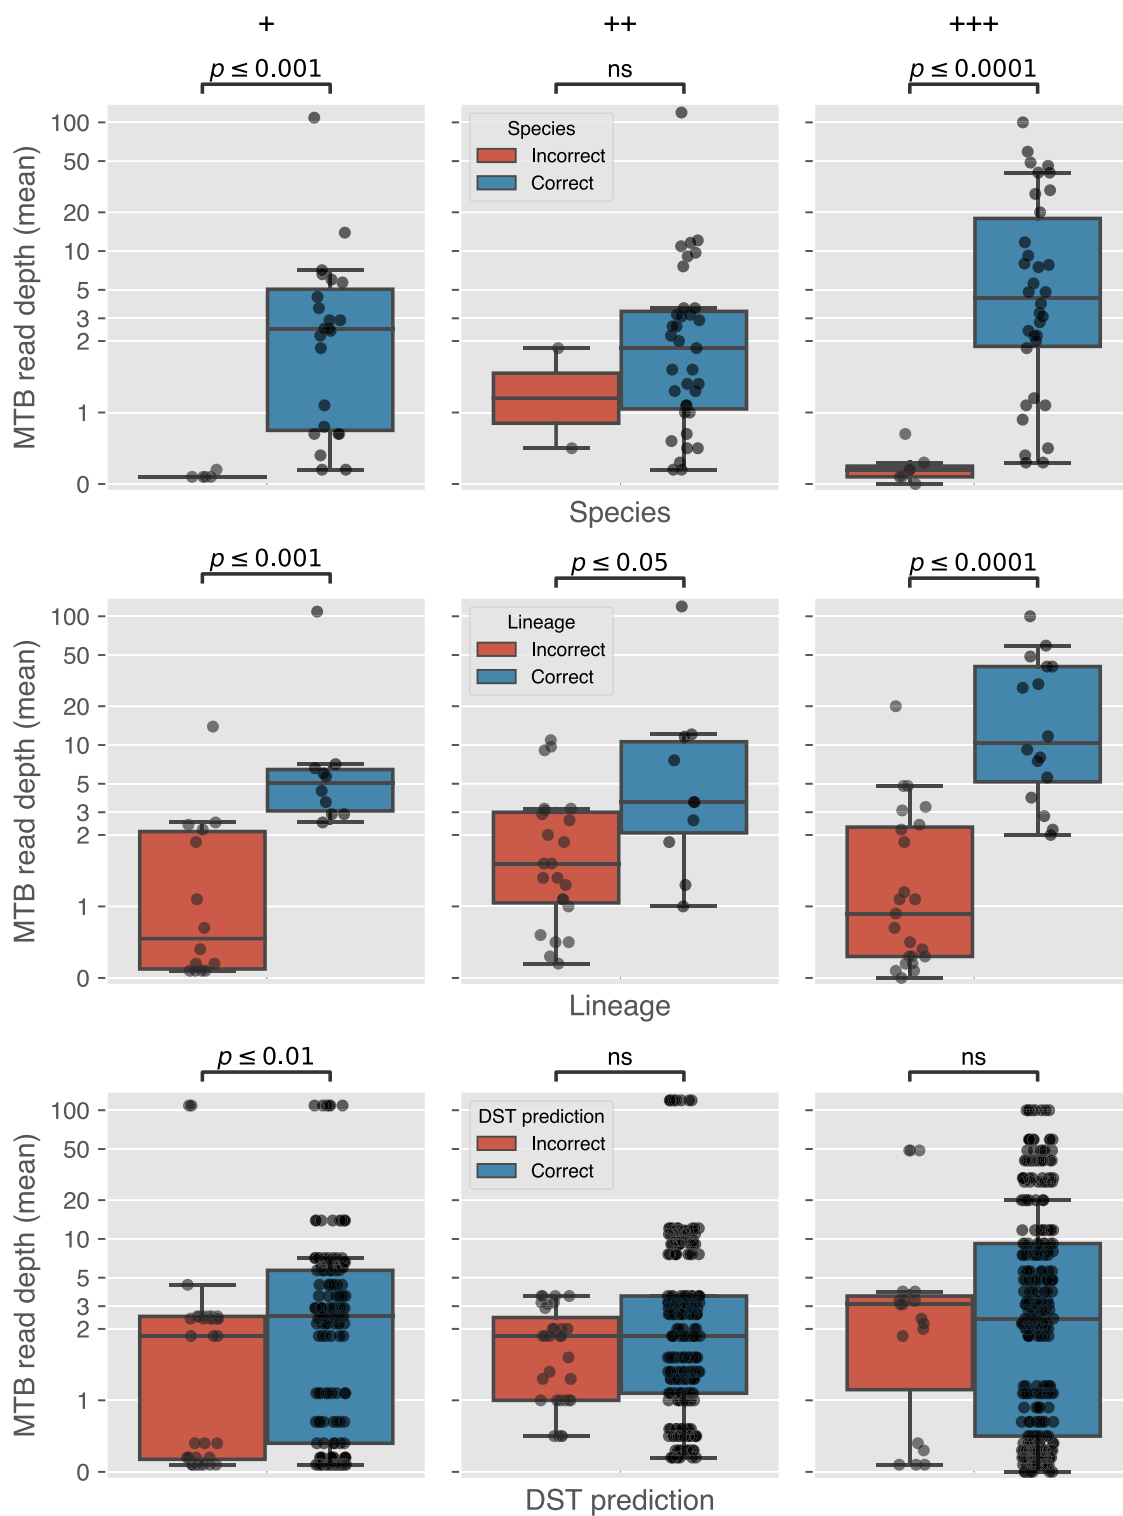 + ++ +++
p ≤ 0.001 ns p ≤ 0.0001
MTB read depth (mean)
100
50
20
10
5
3
2
1
0
Species
Incorrect
Correct
Species
p ≤ 0.001 p ≤ 0.05 p ≤ 0.0001
MTB read depth (mean)
100
50
20
10
5
3
2
1
0
Lineage
Incorrect
Correct
Lineage
p ≤ 0.01 ns ns
MTB read depth (mean)
100
50
20
10
5
3
2
1
0
DST prediction
Incorrect
Correct
DST prediction